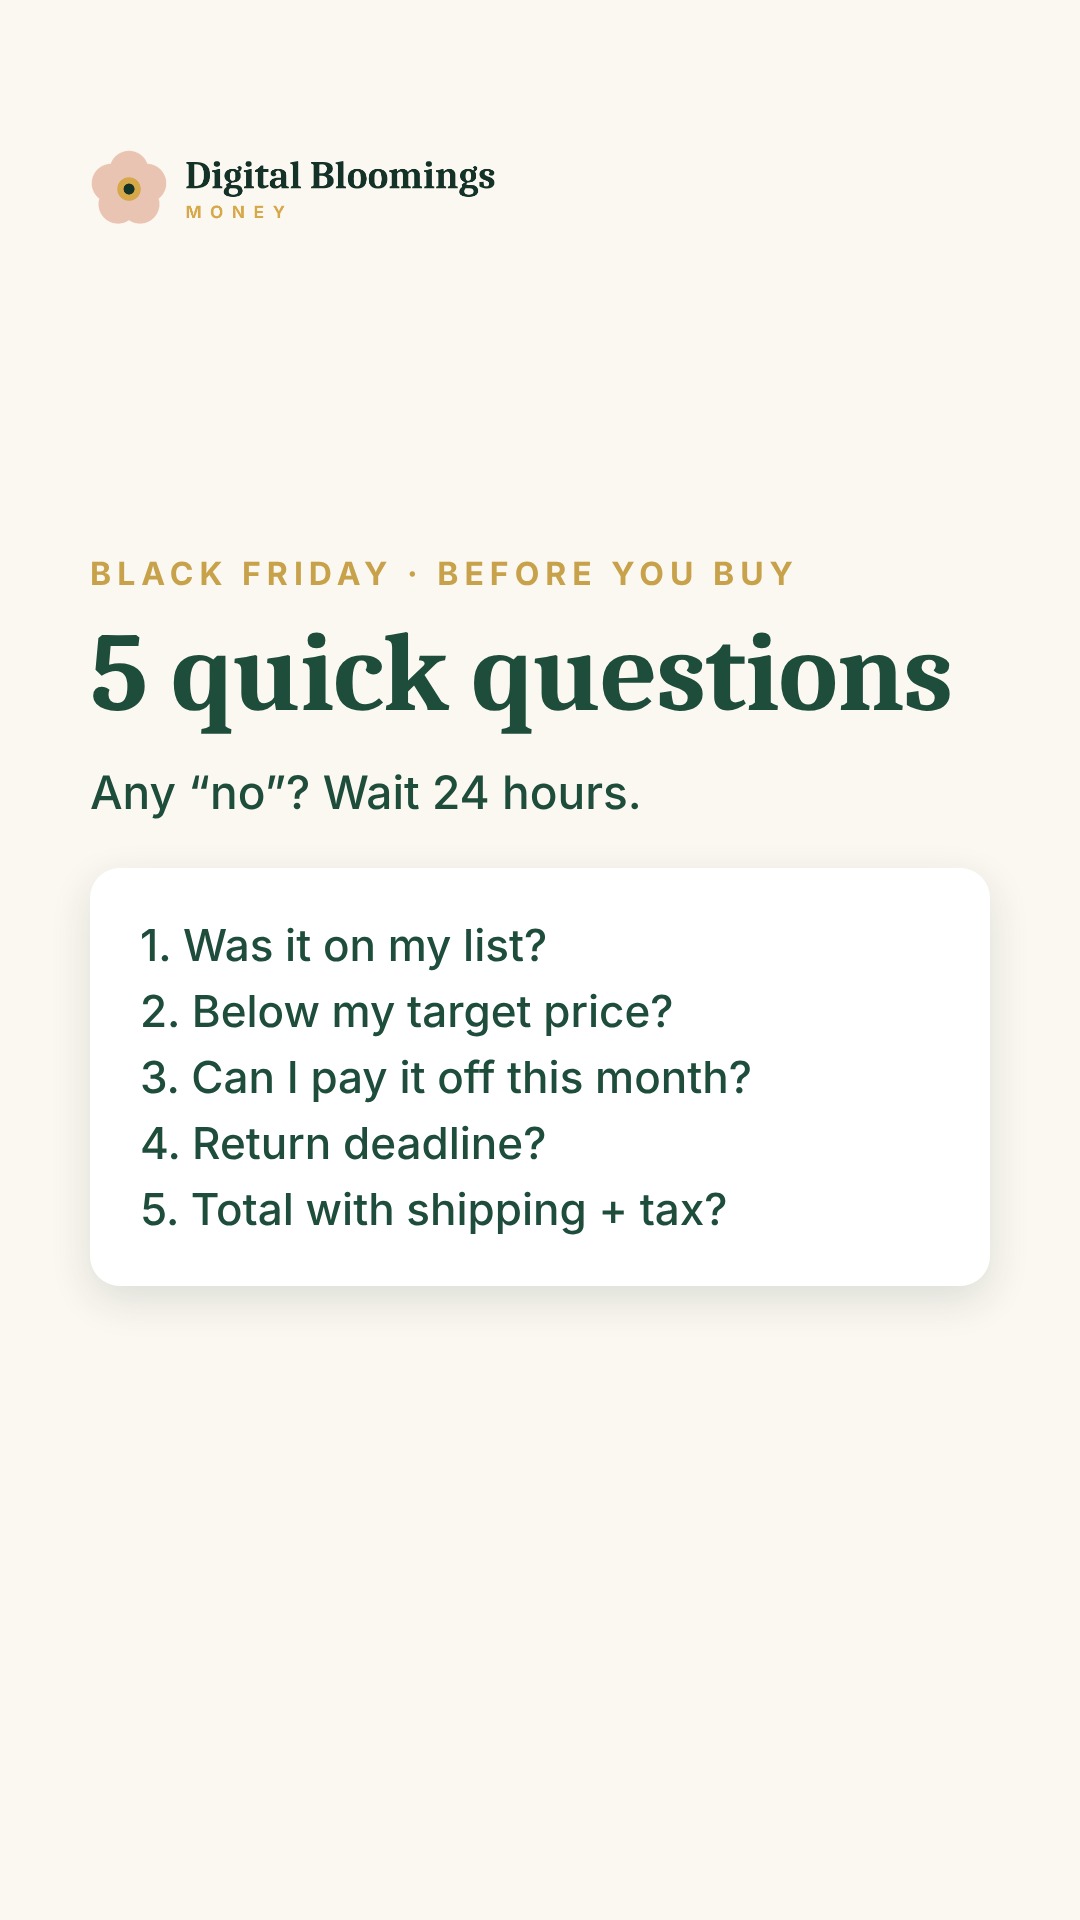 Digital Bloomings
MONEY
BLACK FRIDAY · BEFORE YOU BUY
5 quick questions
Any “no”? Wait 24 hours.
1. Was it on my list?
2. Below my target price?
3. Can I pay it off this month?
4. Return deadline?
5. Total with shipping + tax?